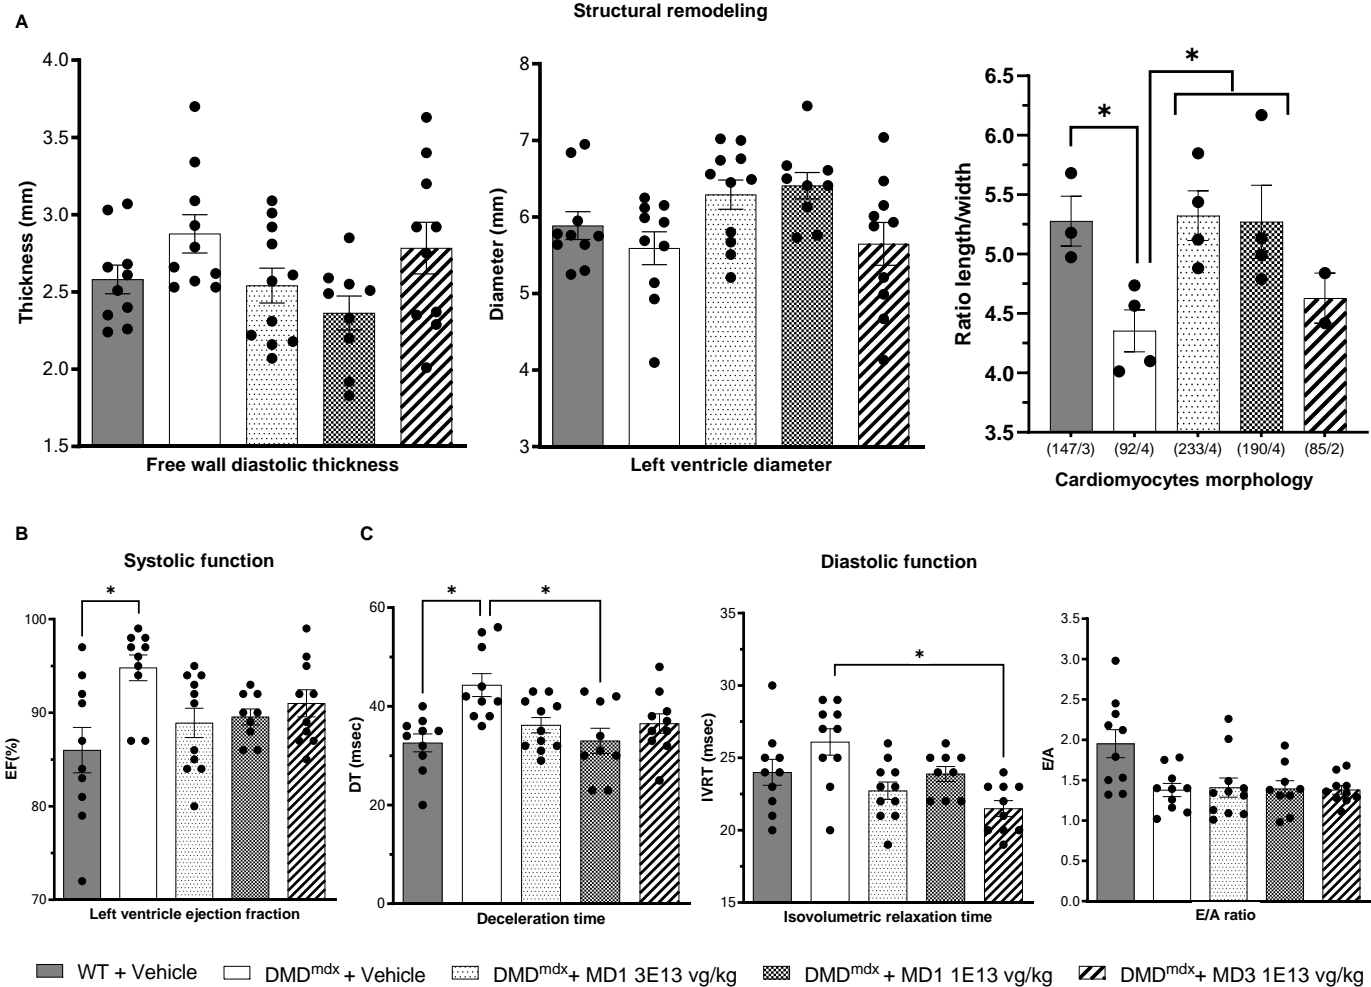 Structural remodeling
A
4.0
3.5
3.0
2.5
2.0
1.5
Thickness (mm)
Free wall diastolic thickness
8
7
6
5
4
3
Diameter (mm)
Left ventricle diameter
6.5
6.0
5.5
5.0
4.5
4.0
3.5
Ratio length/width
*
*
(147/3) (92/4) (233/4) (190/4) (85/2)
Cardiomyocytes morphology
B
Systolic function
100
90
80
70
EF(%)
*
Left ventricle ejection fraction
C
Diastolic function
60
40
20
0
DT (msec)
*
*
Deceleration time
35
30
25
20
15
IVRT (msec)
*
Isovolumetric relaxation time
3.5
3.0
2.5
2.0
1.5
1.0
0.5
0.0
E/A
E/A ratio
WT + Vehicle
DMDmdx + Vehicle
DMDmdx+ MD1 3E13 vg/kg
DMDmdx + MD1 1E13 vg/kg
DMDmdx+ MD3 1E13 vg/kg